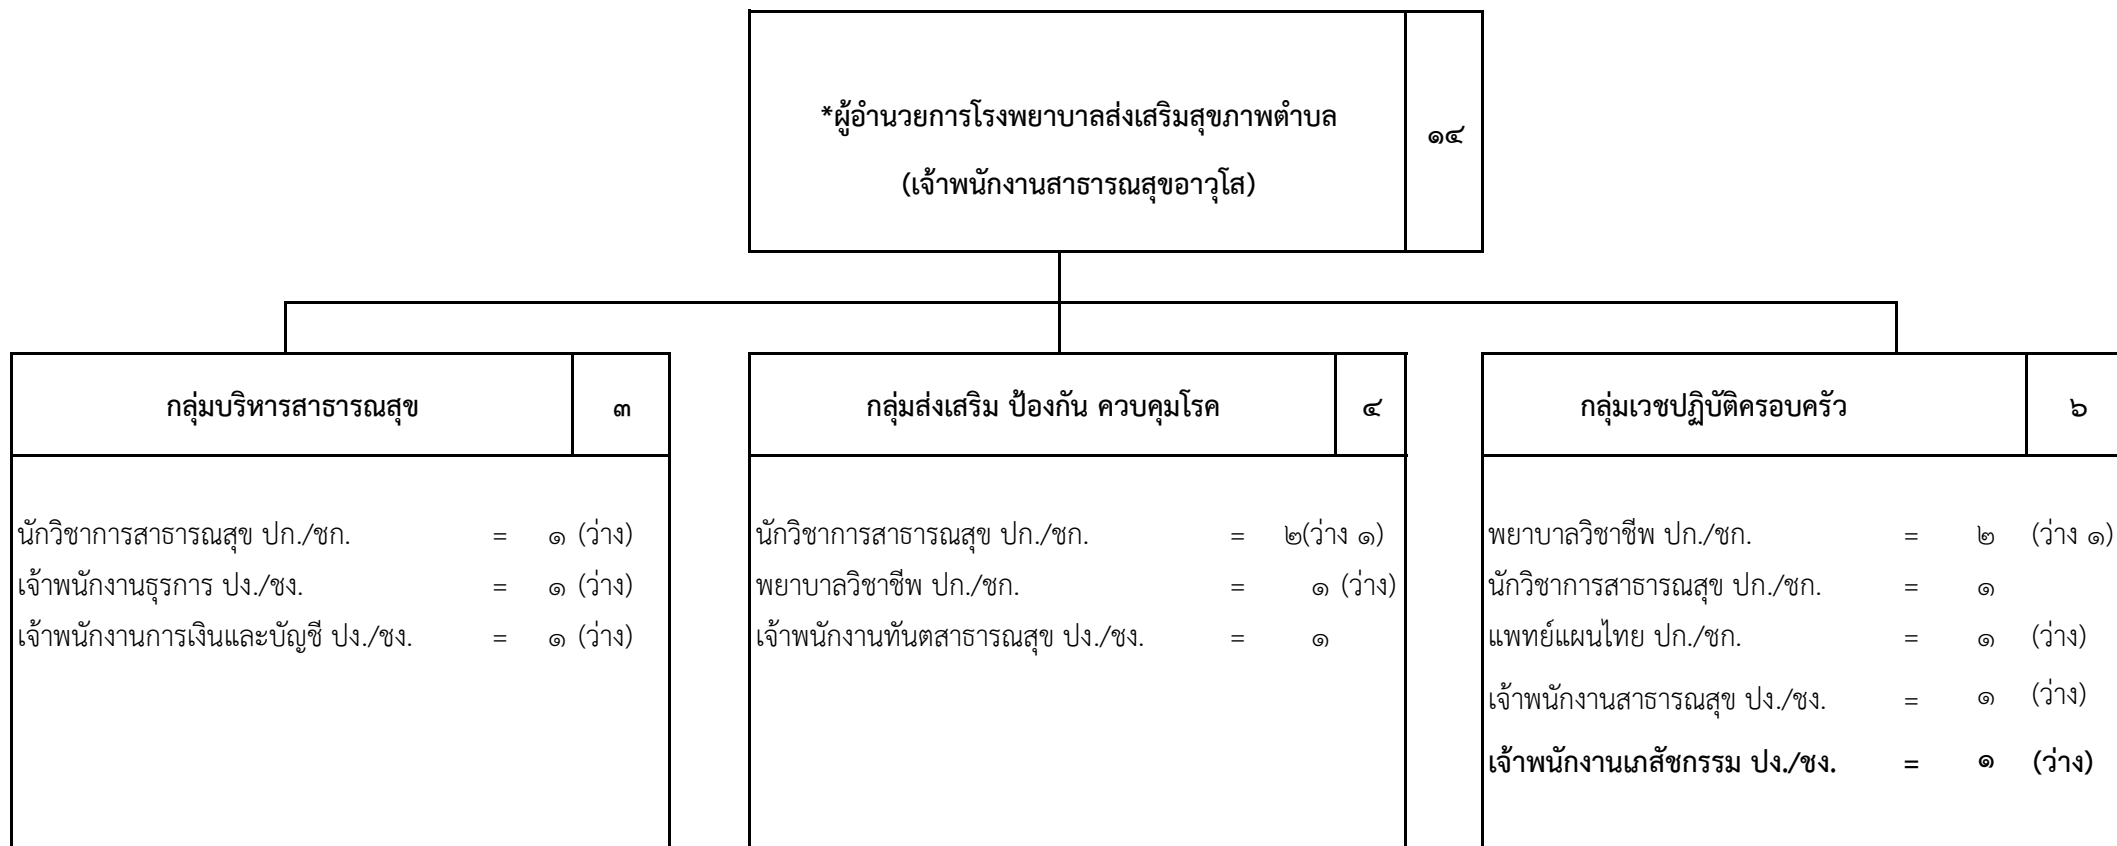 *ผู้อำนวยการโรงพยาบาลส่งเสริมสุขภาพตำบล
(เจ้าพนักงานสาธารณสุขอาวุโส)
๑๔
กลุ่มบริหารสาธารณสุข ๓
นักวิชาการสาธารณสุข ปก./ชก. = ๑ (ว่าง)
เจ้าพนักงานธุรการ ปง./ชง. = ๑ (ว่าง)
เจ้าพนักงานการเงินและบัญชี ปง./ชง. = ๑ (ว่าง)
กลุ่มส่งเสริม ป้องกัน ควบคุมโรค ๔
นักวิชาการสาธารณสุข ปก./ชก. = ๒(ว่าง ๑)
พยาบาลวิชาชีพ ปก./ชก. = ๑ (ว่าง)
เจ้าพนักงานทันตสาธารณสุข ปง./ชง. = ๑
กลุ่มเวชปฏิบัติครอบครัว ๖
พยาบาลวิชาชีพ ปก./ชก. = ๒ (ว่าง ๑)
นักวิชาการสาธารณสุข ปก./ชก. = ๑
แพทย์แผนไทย ปก./ชก. = ๑ (ว่าง)
เจ้าพนักงานสาธารณสุข ปง./ชง. = ๑ (ว่าง)
เจ้าพนักงานเภสัชกรรม ปง./ชง. = ๑ (ว่าง)